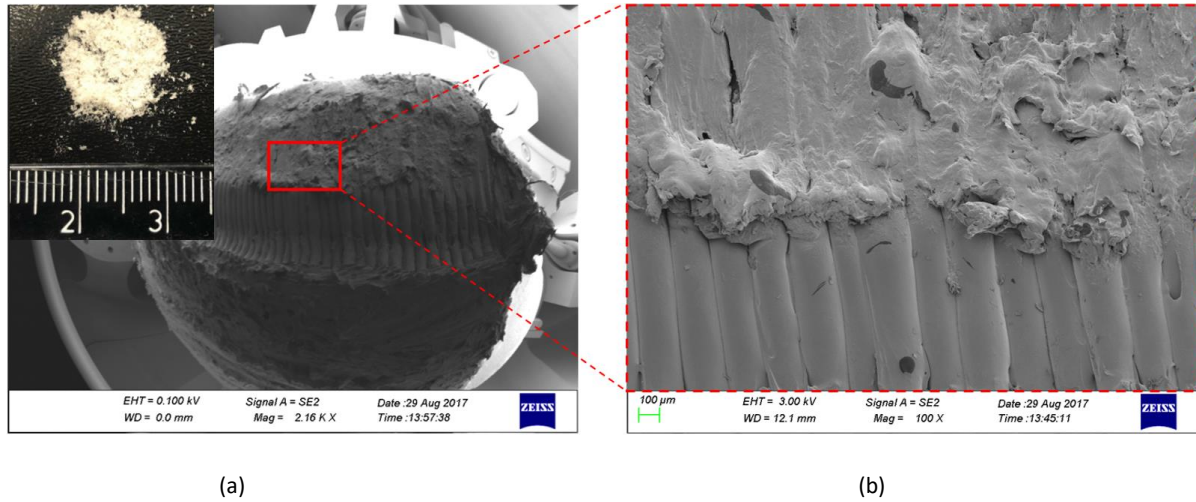 2 3
EHT = 0.100 kV Signal A = SE2 Date :29 Aug 2017
WD = 0.0 mm Mag = 2.16 K X Time :13:57:38
ZEISS
100 µm
EHT = 3.00 kV Signal A = SE2 Date :29 Aug 2017
WD = 12.1 mm Mag = 100 X Time :13:45:11
ZEISS
(a) (b)